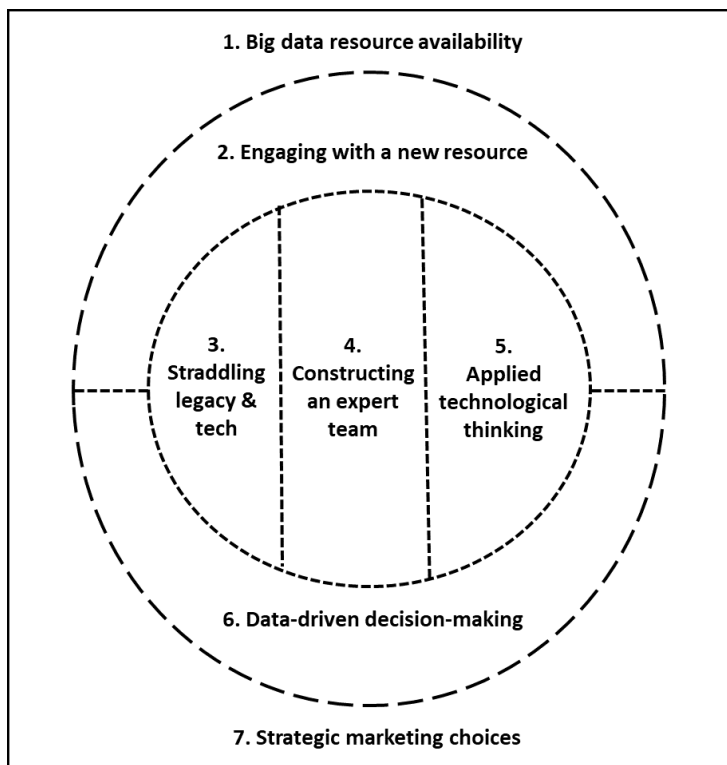 1. Big data resource availability
2. Engaging with a new resource
3.
Straddling
legacy &
tech
4.
Constructing
an expert
team
5.
Applied
technological
thinking
6. Data-driven decision-making
7. Strategic marketing choices